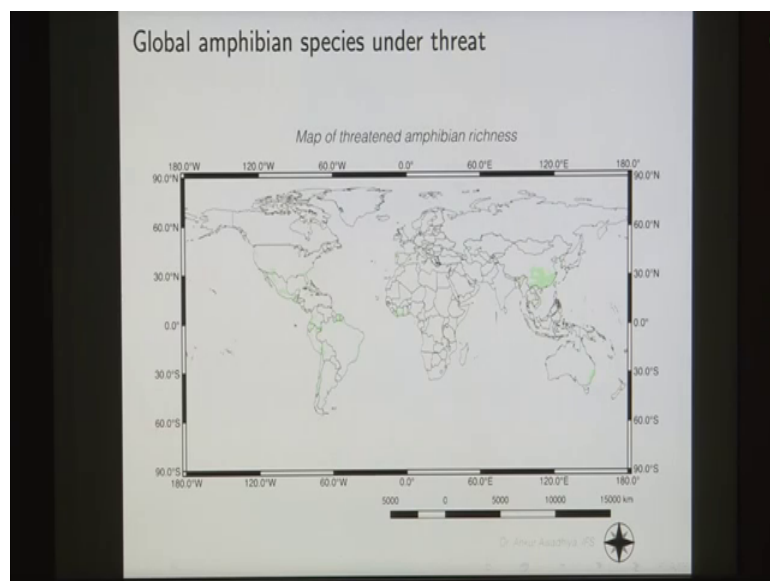 Global amphibian species under threat
Map of threatened amphibian richness
180.0°W 120.0°W 60.0°W 0.0° 60.0°E 120.0°E 180.0°
90.0°N 90.0°N
60.0°N 60.0°N
30.0°N 30.0°N
0.0° 0.0°
30.0°S 30.0°S
60.0°S 60.0°S
90.0°S 90.0°S
180.0°W 120.0°W 60.0°W 0.0° 60.0°E 120.0°E 180.0°
5000 0 5000 10000 15000 km